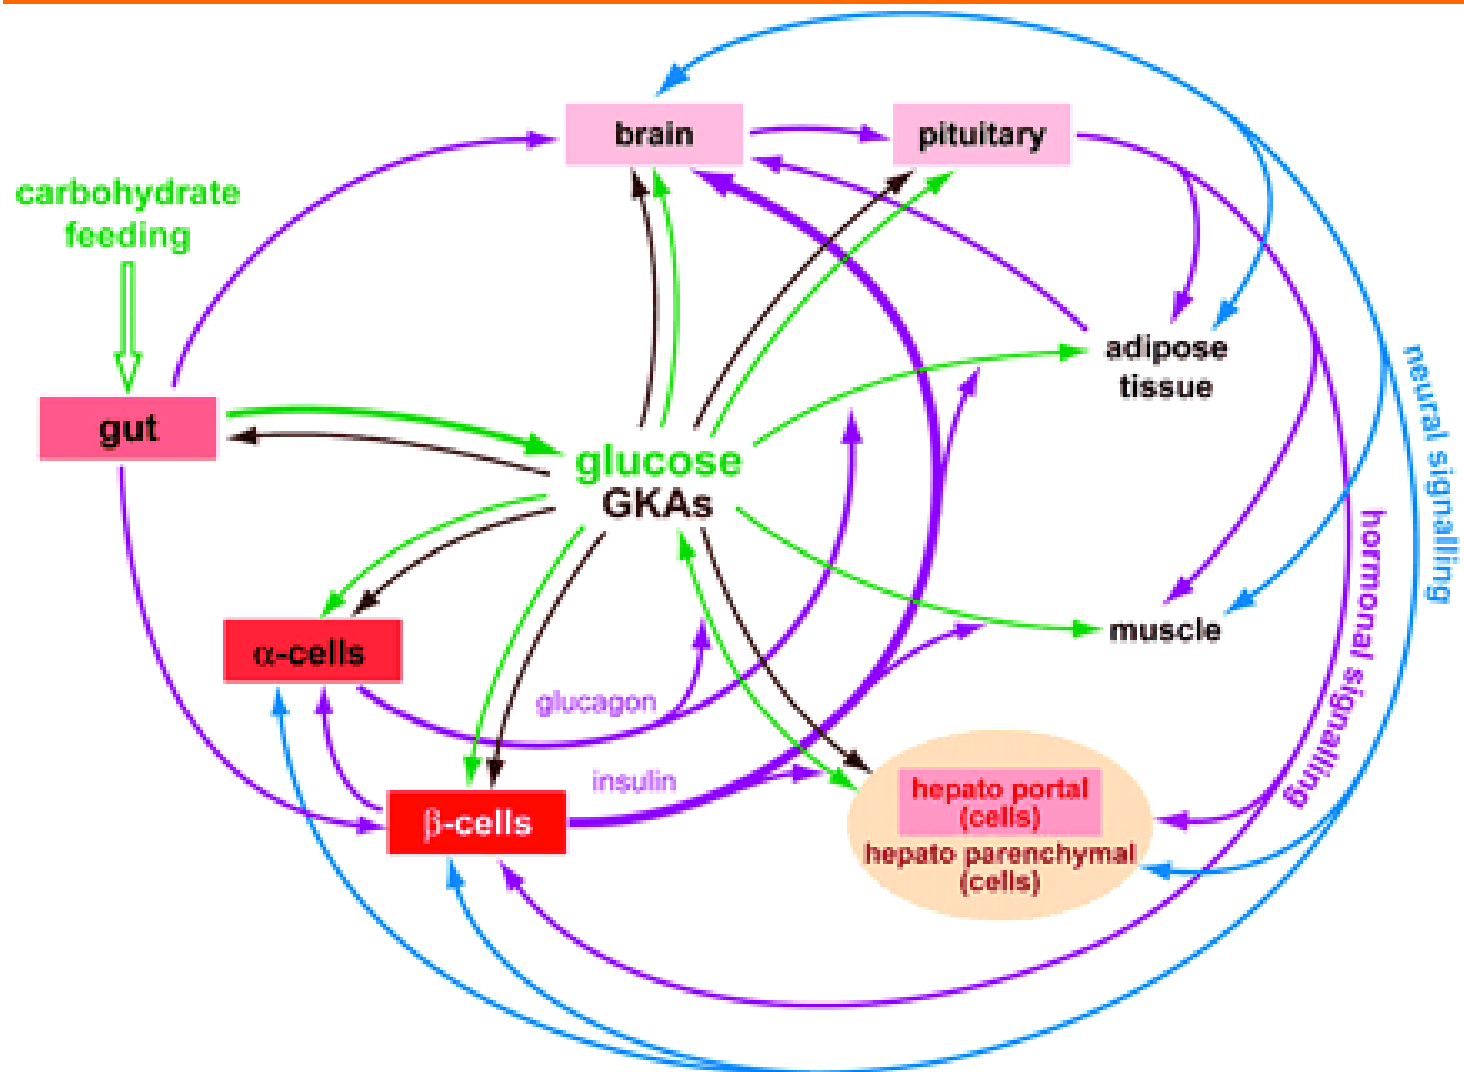 brain
pituitary
carbohydrate
feeding
adipose
tissue
neural signalling
gut
glucose
GKAs
hormonal signalling
α-cells
muscle
glucagon
insulin
β-cells
hepato portal
(cells)
hepato parenchymal
(cells)